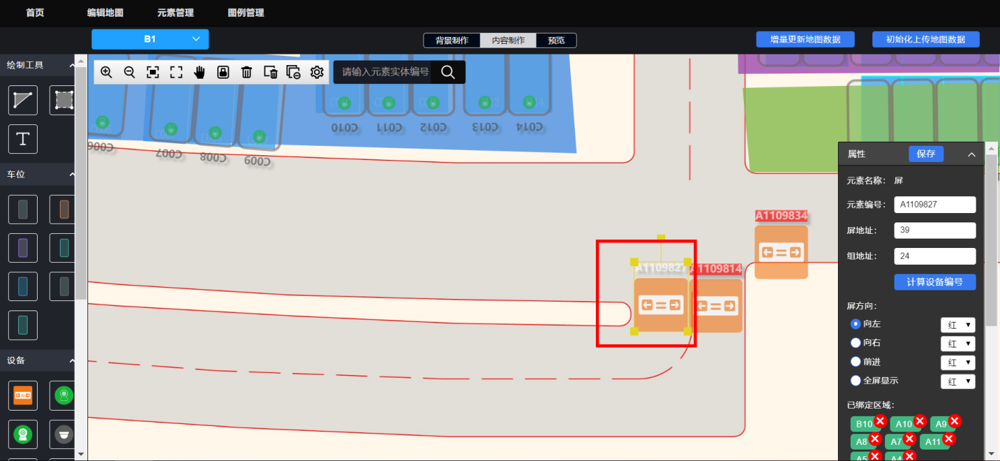 首页 编辑地图 元素管理 图例管理
B1 背景制作 内容制作 预览 增量更新地图数据 初始化上传地图数据
绘制工具
请输入元素实体编号
T
C010 C011 C012 C013 C014
C006 C007 C008 C009
车位
设备
A1109834
A1109827 A1109814
属性 保存
元素名称： 屏
元素编号： A1109827
屏地址： 39
组地址： 24
计算设备编号
屏方向：
向左 红
向右 红
前进 红
全屏显示 红
已绑定区域：
B10 A10 A9
A8 A7 A11
A5 A4